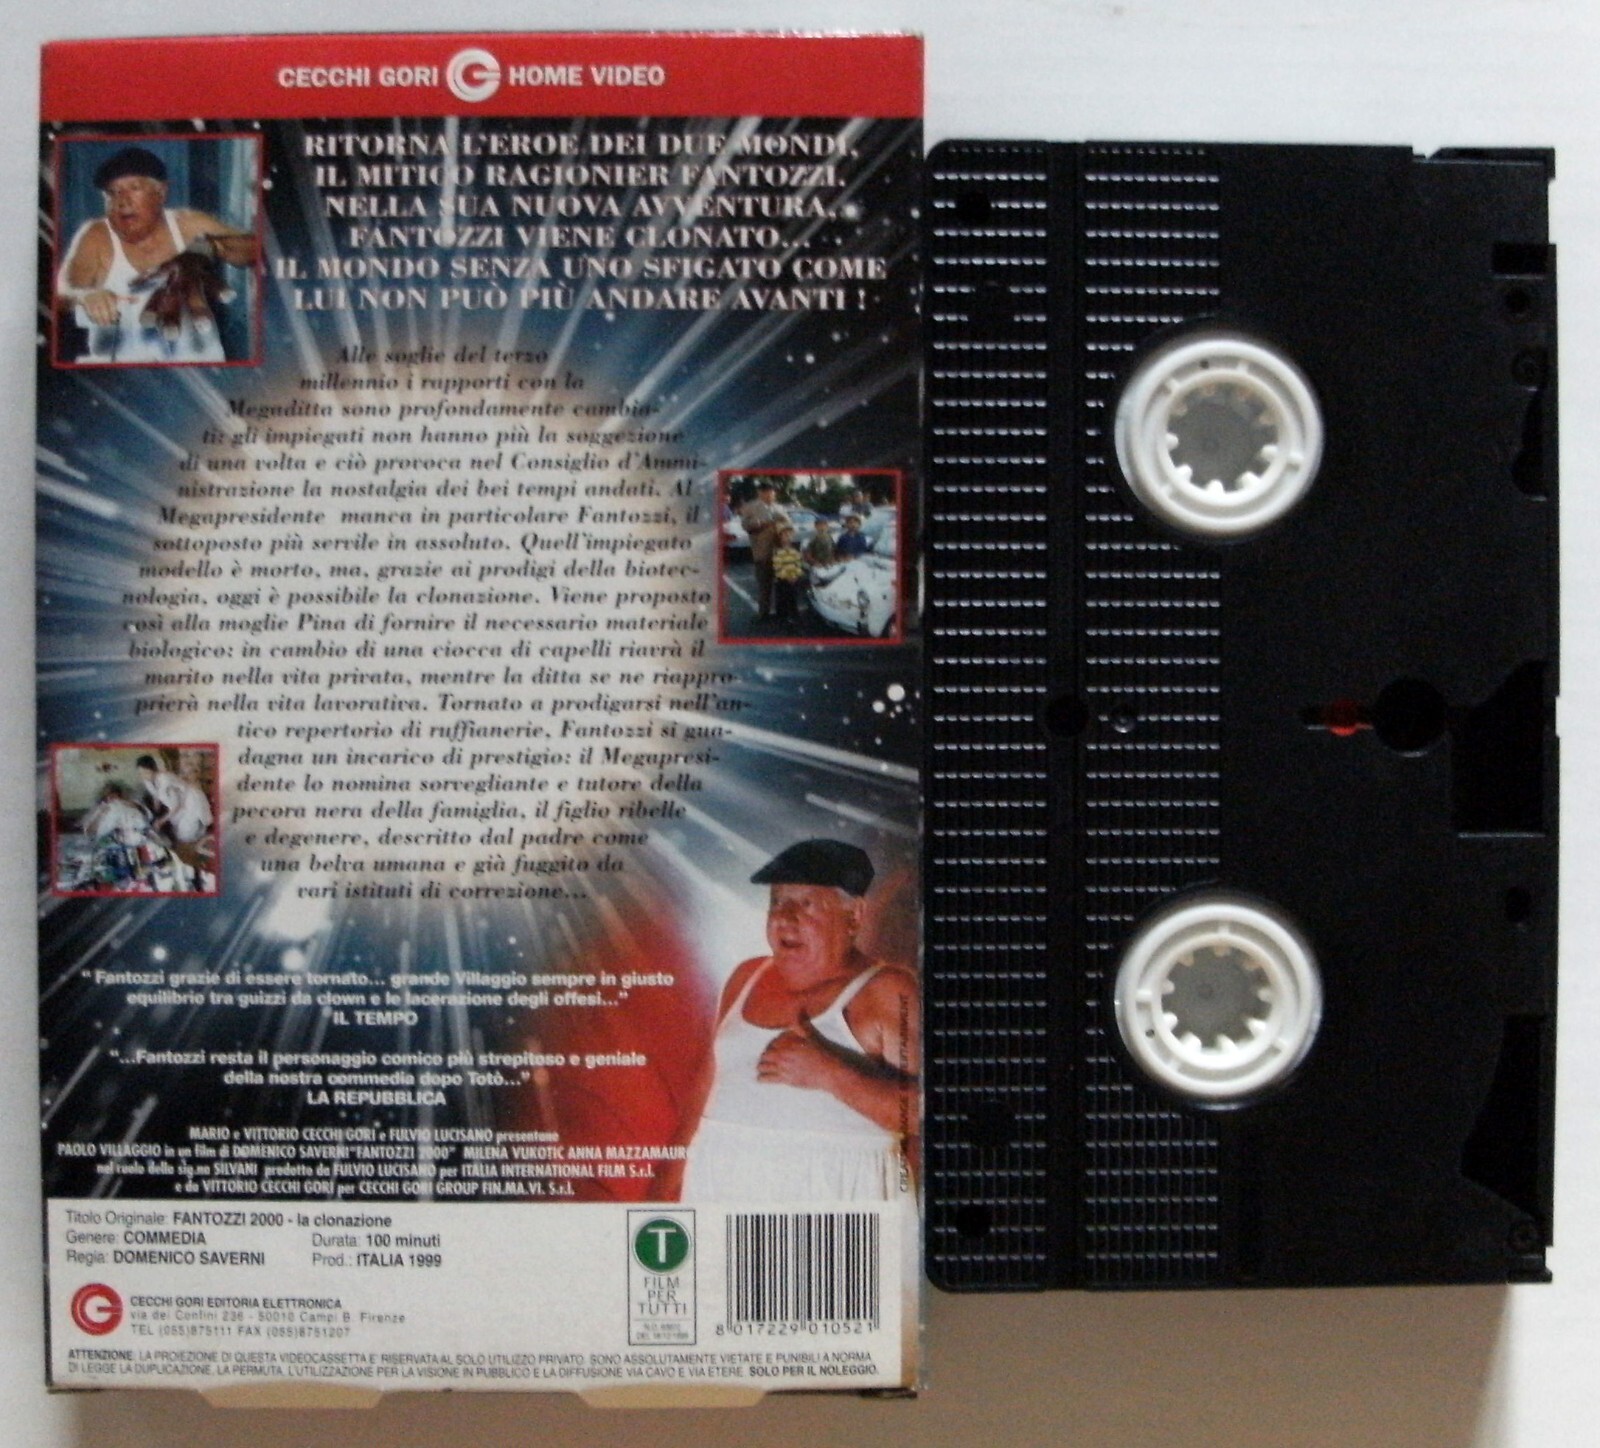 CECCHI GORI HOME VIDEO
RITORNA L'EROE DEI DUE MONDI,
IL MITICO RAGIONIER FANTOZZI.
NELLA SUA NUOVA AVVENTURA,
FANTOZZI VIENE CLONATO...
IL MONDO SENZA UNO SFIGATO COME
LUI NON PUÒ PIÙ ANDARE AVANTI !
Alle soglie del terzo
millennio i rapporti con la
Megaditta sono profondamente cambia-
ti: gli impiegati non hanno più la soggezione
di una volta e ciò provoca nel Consiglio d'Ammi-
nistrazione la nostalgia dei bei tempi andati. Al
Megapresidente manca in particolare Fantozzi, il
sottoposto più servile in assoluto. Quell'impiegato
modello è morto, ma, grazie ai prodigi della biotec-
nologia, oggi è possibile la clonazione. Viene proposto
così alla moglie Pina di fornire il necessario materiale
biologico: in cambio di una ciocca di capelli riavrà il
marito nella vita privata, mentre la ditta se ne riappro-
prierà nella vita lavorativa. Tornato a prodigarsi nell'an-
tico repertorio di ruffianerie, Fantozzi si gua-
dagna un incarico di prestigio: il Megapresi-
dente lo nomina sorvegliante e tutore della
pecora nera della famiglia, il figlio ribelle
e degenere, descritto dal padre come
una belva umana e già fuggito da
vari istituti di correzione...
" Fantozzi grazie di essere tornato... grande Villaggio sempre in giusto
equilibrio tra guizzi da clown e le lacerazione degli offesi..."
IL TEMPO
"...Fantozzi resta il personaggio comico più strepitoso e geniale
della nostra commedia dopo Totò..."
LA REPUBBLICA
MARIO e VITTORIO CECCHI GORI e FULVIO LUCISANO presentano
PAOLO VILLAGGIO in un film di DOMENICO SAVERNI "FANTOZZI 2000" MILENA VUKOTIC ANNA MAZZAMAURO
nel ruolo della sig.na SILVANI prodotto da FULVIO LUCISANO per ITALIA INTERNATIONAL FILM S.r.l.
e da VITTORIO CECCHI GORI per CECCHI GORI GROUP FIN.MA.VI. S.r.l.
Titolo Originale: FANTOZZI 2000 - la clonazione
Genere: COMMEDIA Durata: 100 minuti
Regia: DOMENICO SAVERNI Prod.: ITALIA 1999
CECCHI GORI EDITORIA ELETTRONICA
via dei Confini 236 - 50010 Campi B. Firenze
TEL (055)875111 FAX (055)8751207
T
FILM
PER
TUTTI
8 017229 010521
ATTENZIONE: LA PROIEZIONE DI QUESTA VIDEOCASSETTA E' RISERVATA AL SOLO UTILIZZO PRIVATO. SONO ASSOLUTAMENTE VIETATE E PUNIBILI A NORMA
DI LEGGE LA DUPLICAZIONE, LA PERMUTA, L'UTILIZZAZIONE PER LA VISIONE IN PUBBLICO E LA DIFFUSIONE VIA CAVO E VIA ETERE. SOLO PER IL NOLEGGIO.